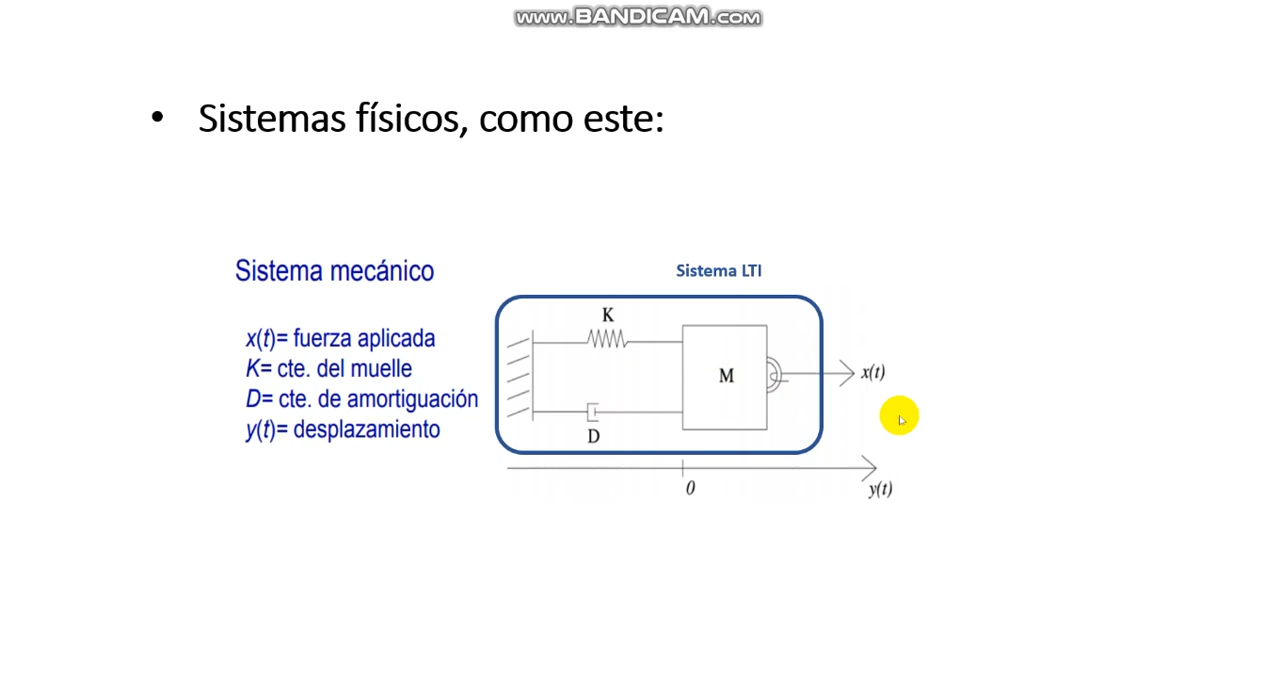 www.BANDICAM.com
• Sistemas físicos, como este:
Sistema mecánico
Sistema LTI
x(t)= fuerza aplicada
K= cte. del muelle
D= cte. de amortiguación
y(t)= desplazamiento
K
M
x(t)
D
0
y(t)